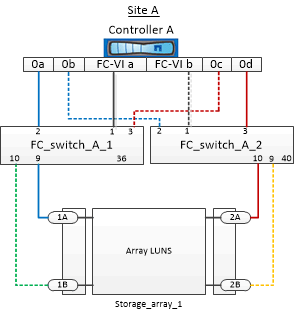 Site A
Controller A
0a 0b FC-VI a FC-VI b 0c 0d
2 1 3 2 1 3
FC_switch_A_1 FC_switch_A_2
10 9 36 10 9 40
1A 2A
Array LUNS
1B 2B
Storage_array_1